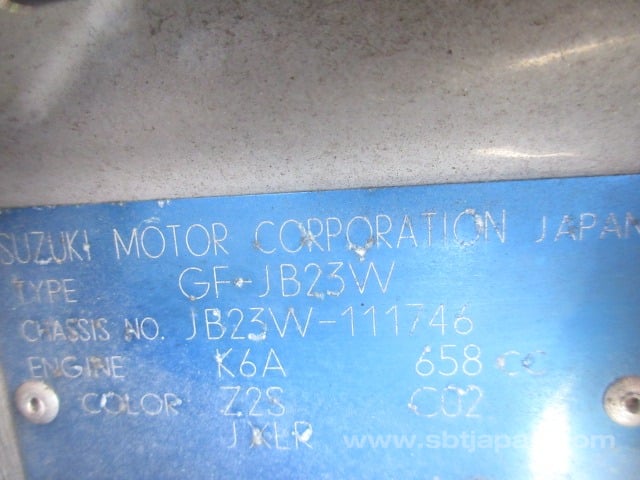 SUZUKI MOTOR CORPORATION JAPAN
TYPE GF-JB23W
CHASSIS NO. JB23W-111746
ENGINE K6A 658 CC
COLOR Z2S C02
JXLR
www.sbtjapan.com